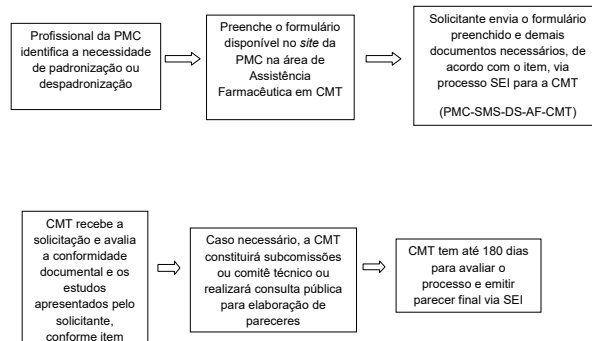 Profissional da PMC
identifica a necessidade
de padronização ou
despadronização
Preenche o formulário
disponível no site da
PMC na área de
Assistência
Farmacêutica em CMT
Solicitante envia o formulário
preenchido e demais
documentos necessários, de
acordo com o item, via
processo SEI para a CMT
(PMC-SMS-DS-AF-CMT)
CMT recebe a
solicitação e avalia
a conformidade
documental e os
estudos
apresentados pelo
solicitante,
conforme item
Caso necessário, a CMT
constituirá subcomissões
ou comitê técnico ou
realizará consulta pública
para elaboração de
pareceres
CMT tem até 180 dias
para avaliar o
processo e emitir
parecer final via SEI